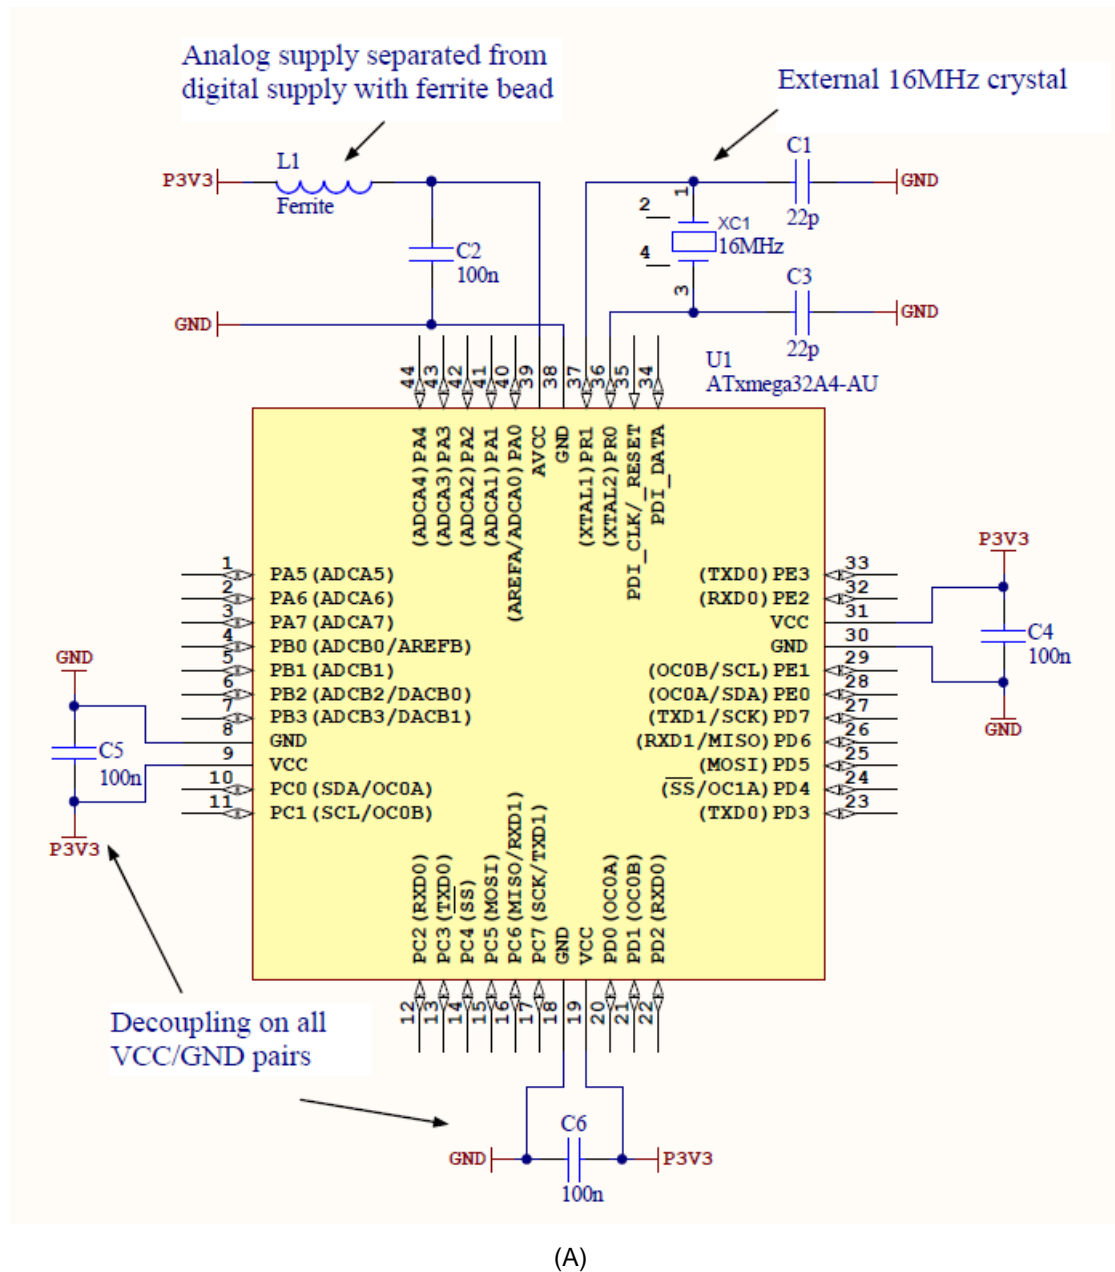 Analog supply separated from
digital supply with ferrite bead
External 16MHz crystal
P3V3
L1
Ferrite
C2
100n
GND
C1
22p
GND
1
2
XC1
16MHz
4
3
C3
22p
GND
U1
ATxmega32A4-AU
44
43
42
41
40
39
38
37
36
35
34
(ADCA4)PA4
(ADCA3)PA3
(ADCA2)PA2
(ADCA1)PA1
(AREFA/ADCA0)PA0
AVCC
GND
(XTAL1)PR1
(XTAL2)PR0
PDI_CLK/_RESET
PDI_DATA
1 PA5(ADCA5)
2 PA6(ADCA6)
3 PA7(ADCA7)
4 PB0(ADCB0/AREFB)
5 PB1(ADCB1)
6 PB2(ADCB2/DACB0)
7 PB3(ADCB3/DACB1)
8 GND
9 VCC
10 PC0(SDA/OC0A)
11 PC1(SCL/OC0B)
(TXD0)PE3 33
(RXD0)PE2 32
VCC 31
GND 30
(OC0B/SCL)PE1 29
(OC0A/SDA)PE0 28
(TXD1/SCK)PD7 27
(RXD1/MISO)PD6 26
(MOSI)PD5 25
(SS/OC1A)PD4 24
(TXD0)PD3 23
P3V3
C4
100n
GND
GND
C5
100n
P3V3
PC2(RXD0)
PC3(TXD0)
PC4(SS)
PC5(MOSI)
PC6(MISO/RXD1)
PC7(SCK/TXD1)
GND
VCC
PD0(OC0A)
PD1(OC0B)
PD2(RXD0)
12
13
14
15
16
17
18
19
20
21
22
Decoupling on all
VCC/GND pairs
C6
GND
P3V3
100n
(A)